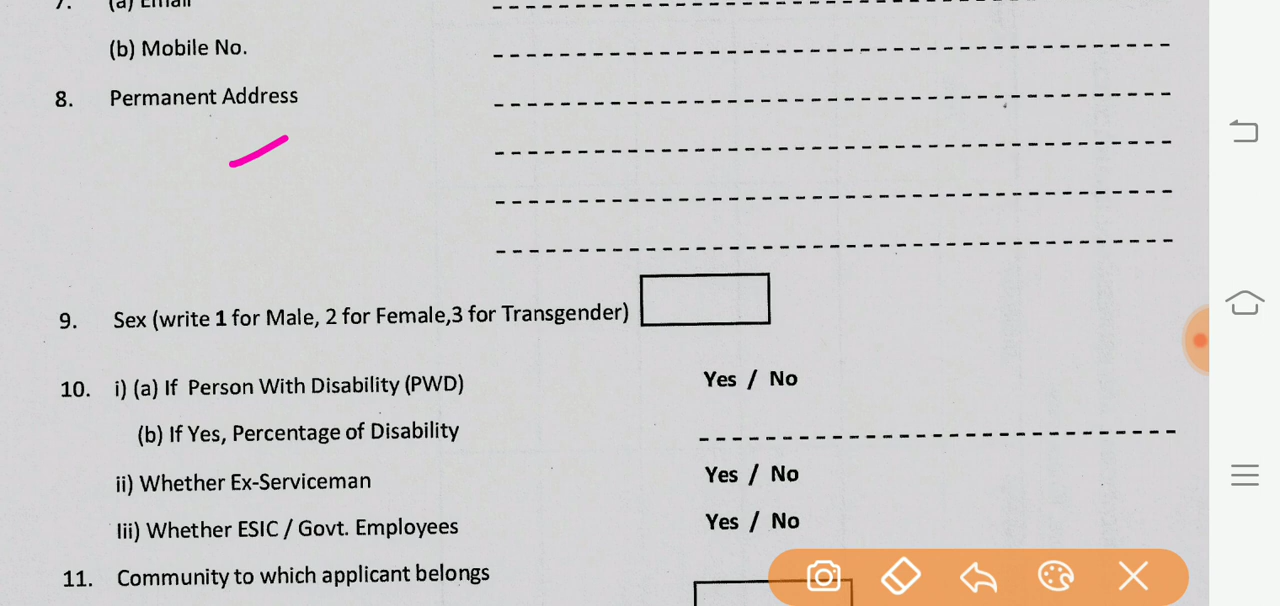 7. (a) Email
(b) Mobile No.
8. Permanent Address
9. Sex (write 1 for Male, 2 for Female,3 for Transgender)
10. i) (a) If Person With Disability (PWD) Yes / No
(b) If Yes, Percentage of Disability
ii) Whether Ex-Serviceman Yes / No
Iii) Whether ESIC / Govt. Employees Yes / No
11. Community to which applicant belongs